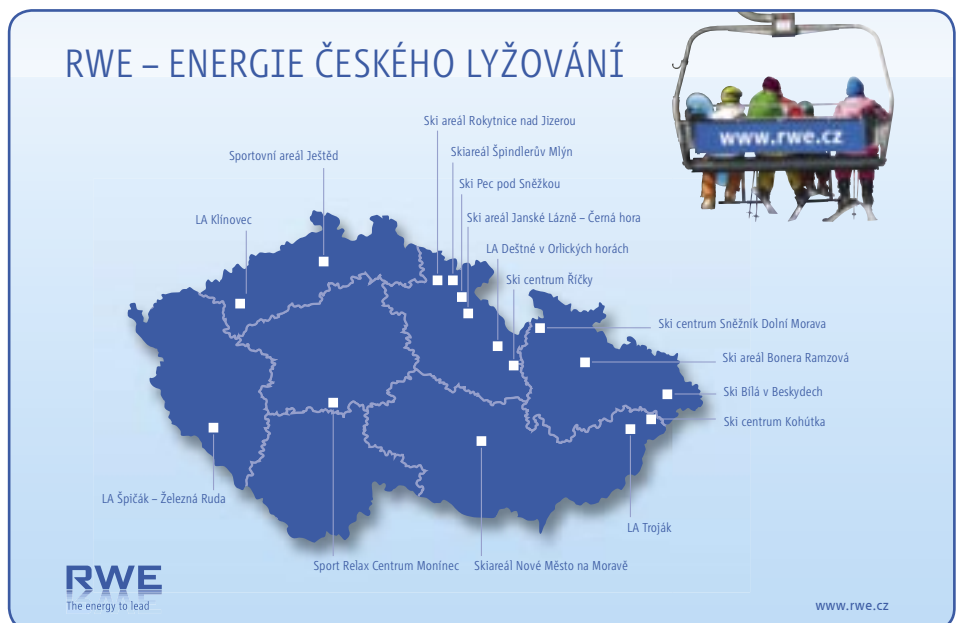 RWE – ENERGIE ČESKÉHO LYŽOVÁNÍ
www.rwe.cz
Ski areál Rokytnice nad Jizerou
Skiareál Špindlerův Mlýn
Sportovní areál Ještěd
Ski Pec pod Sněžkou
LA Klínovec
Ski areál Janské Lázně – Černá hora
LA Deštné v Orlických horách
Ski centrum Říčky
Ski centrum Sněžník Dolní Morava
Ski areál Bonera Ramzová
Ski Bílá v Beskydech
Ski centrum Kohútka
LA Špičák – Železná Ruda
LA Troják
Sport Relax Centrum Monínec
Skiareál Nové Město na Moravě
RWE
The energy to lead
www.rwe.cz